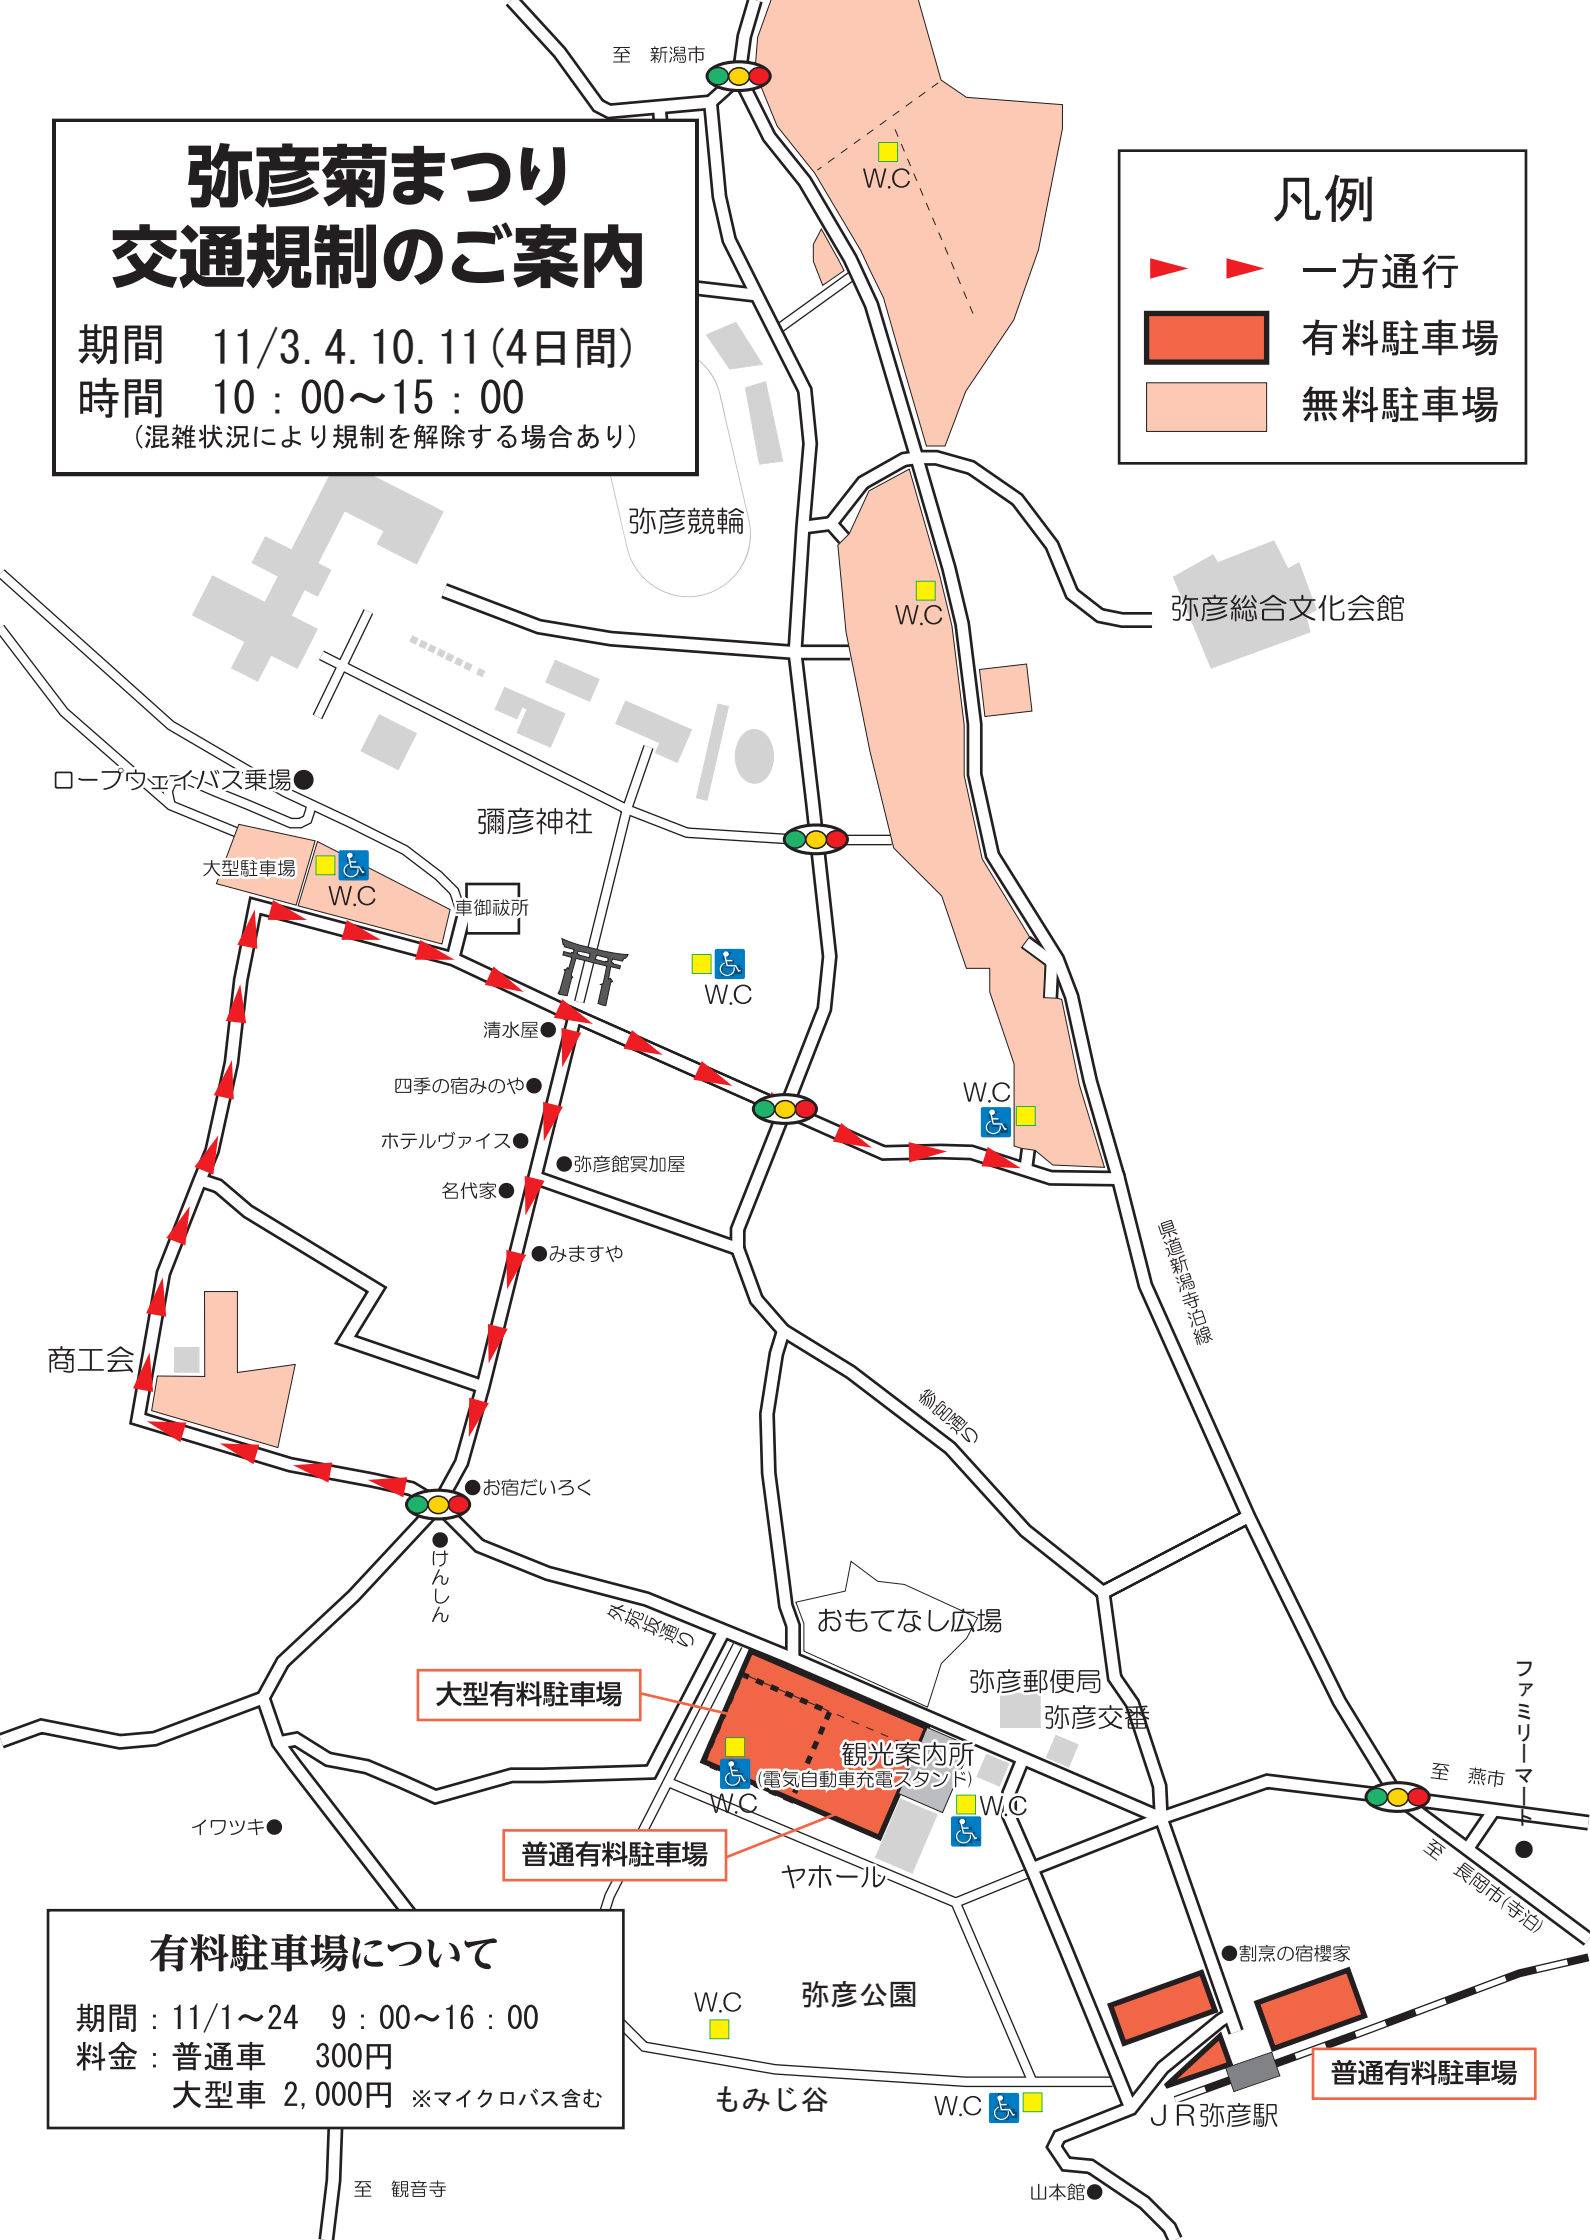 至　新潟市
弥彦菊まつり
交通規制のご案内
期間　11/3.4.10.11(4日間)
時間　10：00～15：00
(混雑状況により規制を解除する場合あり)
凡例
一方通行
有料駐車場
無料駐車場
W.C
弥彦競輪
W.C
弥彦総合文化会館
ロープウェイバス乗場
彌彦神社
大型駐車場
W.C
車御祓所
W.C
清水屋
四季の宿みのや
ホテルヴァイス
弥彦館冥加屋
名代家
みますや
W.C
県道新潟寺泊線
商工会
参宮通り
お宿だいろく
けんしん
外苑坂通り
おもてなし広場
大型有料駐車場
弥彦郵便局
弥彦交番
観光案内所
(電気自動車充電スタンド)
W.C
W.C
ファミリーマート
至　燕市
至　長岡市(寺泊)
イワツキ
普通有料駐車場
ヤホール
割烹の宿櫻家
有料駐車場について
期間：11/1～24　9：00～16：00
料金：普通車　300円
大型車 2,000円 ※マイクロバス含む
W.C
弥彦公園
もみじ谷
W.C
普通有料駐車場
ＪＲ弥彦駅
至　観音寺
山本館